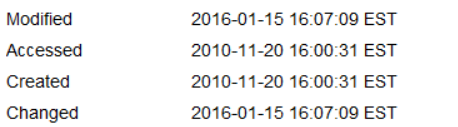 Modified 2016-01-15 16:07:09 EST
Accessed 2010-11-20 16:00:31 EST
Created 2010-11-20 16:00:31 EST
Changed 2016-01-15 16:07:09 EST